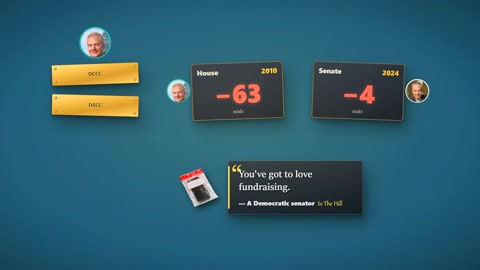 DCCC
DSCC
House 2010
−63
seats
Senate 2024
−4
seats
“You've got to love
fundraising.
— A Democratic senator to The Hill